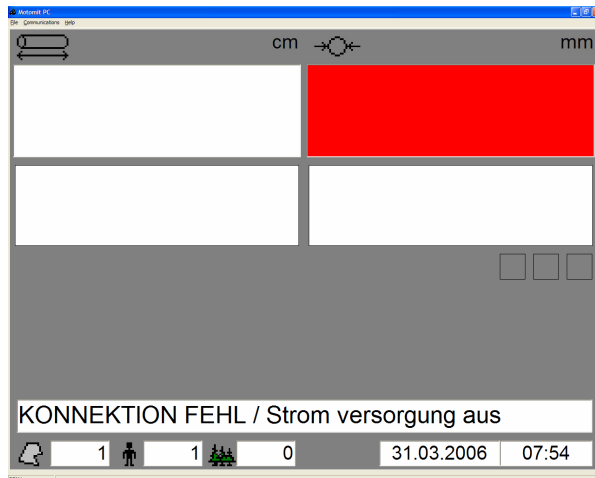 Motomit PC
File Communications Help
cm mm
KONNEKTION FEHL / Strom versorgung aus
1 1 0 31.03.2006 07:54